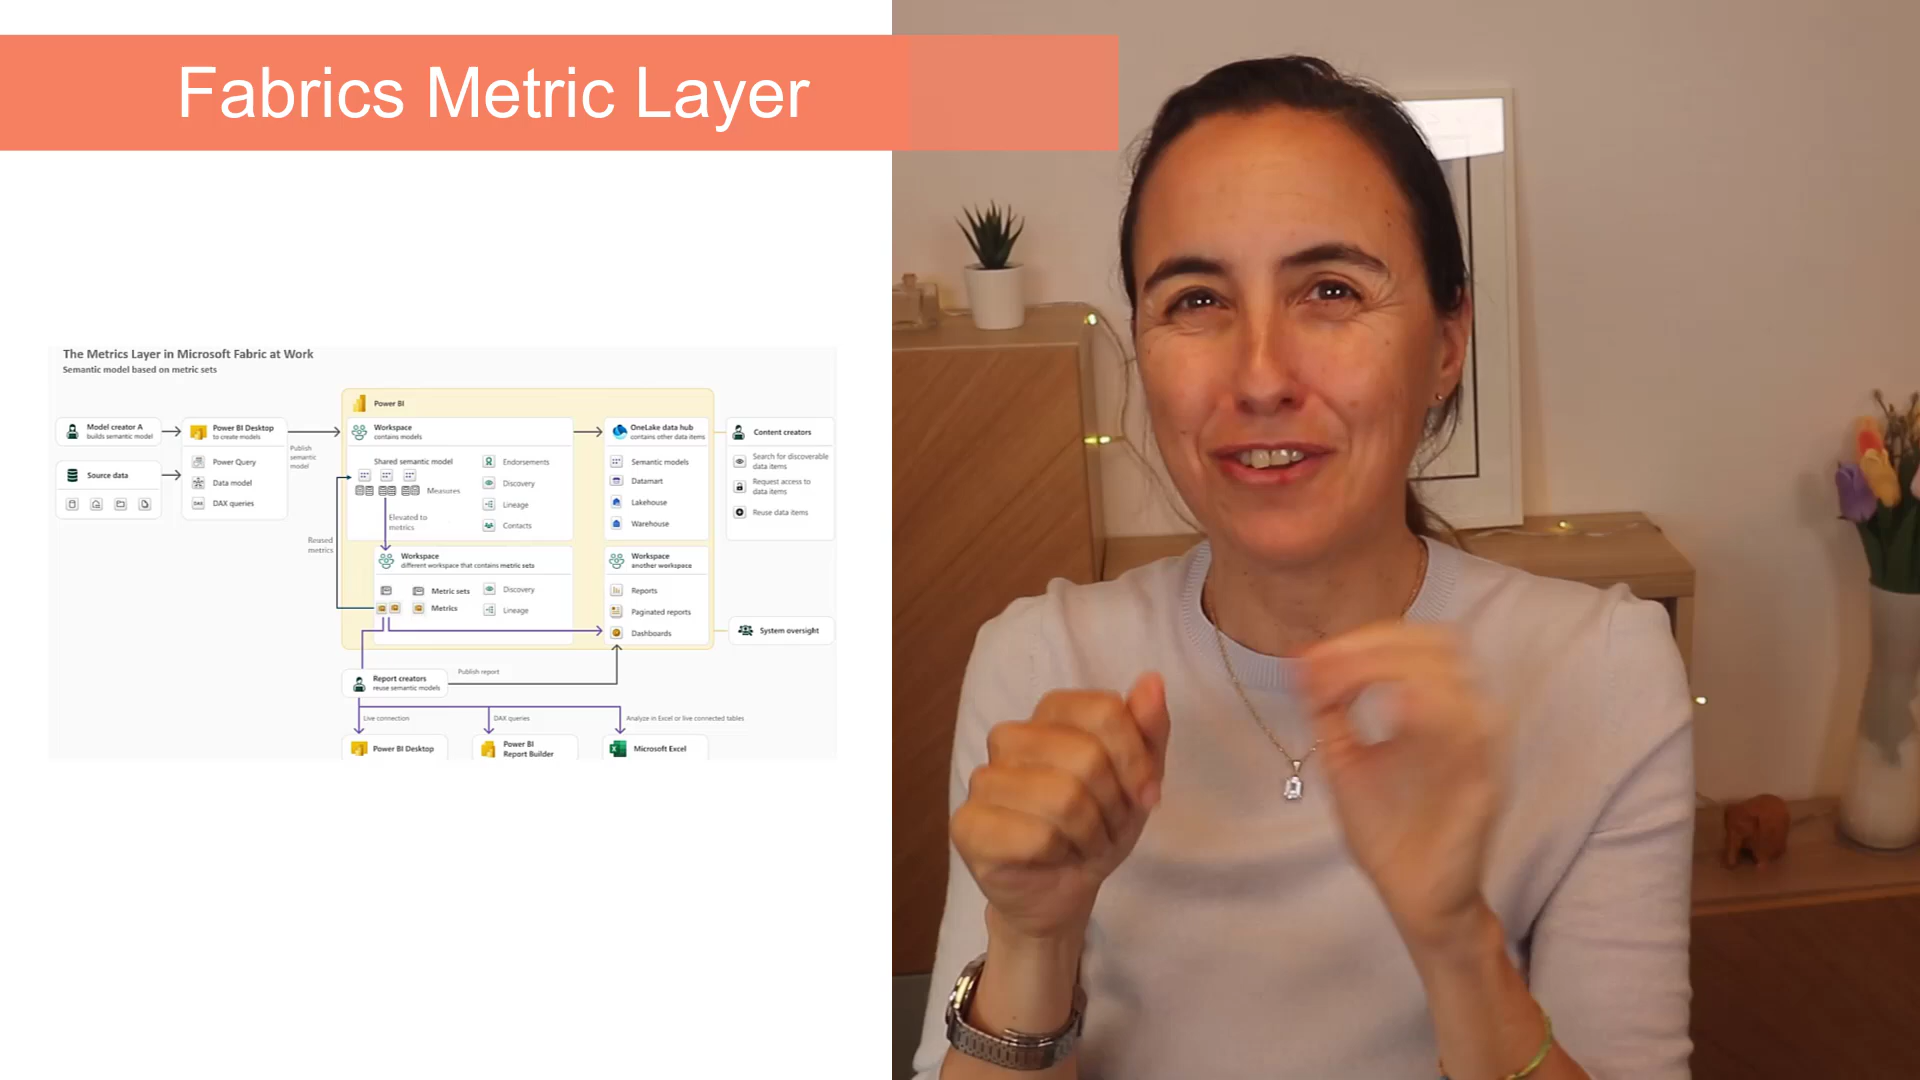 Fabrics Metric Layer
The Metrics Layer in Microsoft Fabric at Work
Semantic model based on metric sets
Power BI
Model creator A
builds semantic model
Power BI Desktop
to create models
Publish
semantic
model
Source data
Power Query
Data model
DAX
DAX queries
Workspace
contains models
Shared semantic model
Measures
Endorsements
Discovery
Lineage
Contacts
Elevated to
metrics
Reused
metrics
OneLake data hub
contains other data items
Semantic models
Datamart
Lakehouse
Warehouse
Content creators
Search for discoverable
data items
Request access to
data items
Reuse data items
Workspace
different workspace that contains metric sets
Metric sets
Metrics
Discovery
Lineage
Workspace
another workspace
Reports
Paginated reports
Dashboards
System oversight
Report creators
reuse semantic models
Publish report
Live connection
DAX queries
Analyze in Excel or live connected tables
Power BI Desktop
Power BI
Report Builder
Microsoft Excel